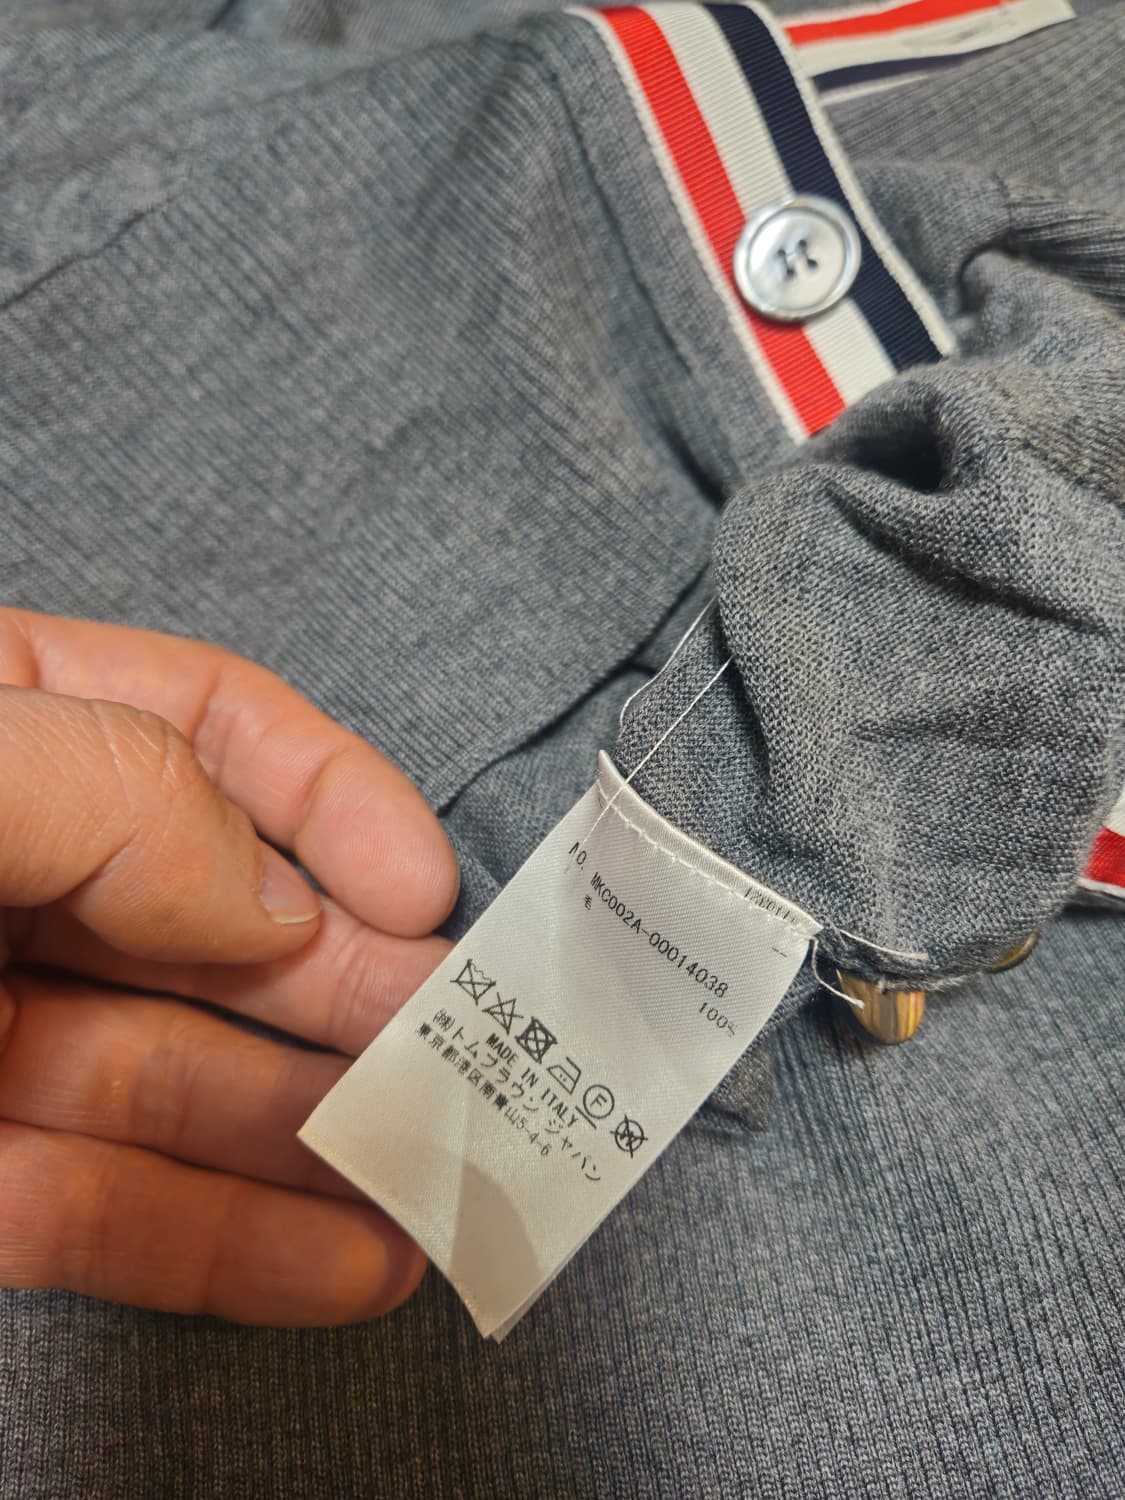 NO. MKC002A-00014038
毛 100%
F
W
MADE IN ITALY
(株)トムブラウン ジャパン
東京都港区南青山5-4-6